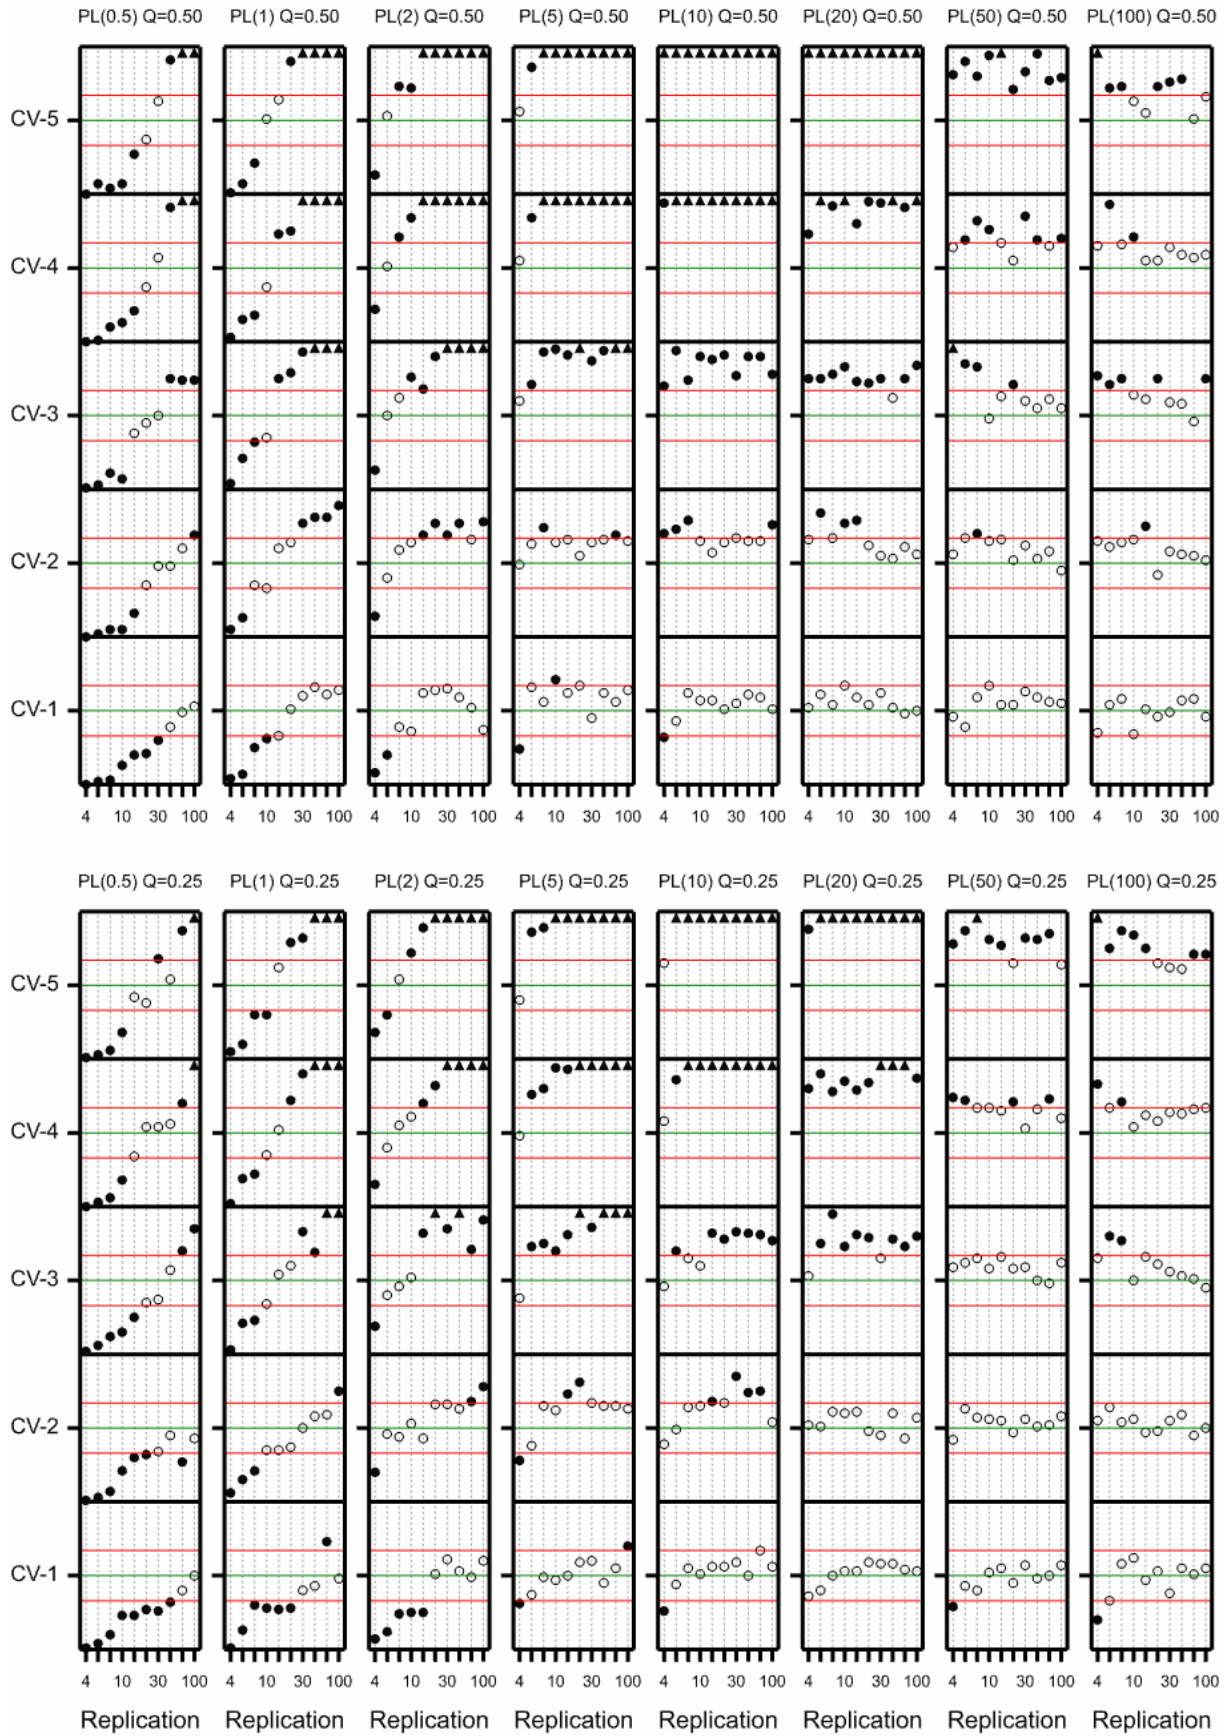 PL(0.5) Q=0.50 PL(1) Q=0.50 PL(2) Q=0.50 PL(5) Q=0.50 PL(10) Q=0.50 PL(20) Q=0.50 PL(50) Q=0.50 PL(100) Q=0.50
CV-5
CV-4
CV-3
CV-2
CV-1
4 10 30 100 4 10 30 100 4 10 30 100 4 10 30 100 4 10 30 100 4 10 30 100 4 10 30 100 4 10 30 100
PL(0.5) Q=0.25 PL(1) Q=0.25 PL(2) Q=0.25 PL(5) Q=0.25 PL(10) Q=0.25 PL(20) Q=0.25 PL(50) Q=0.25 PL(100) Q=0.25
CV-5
CV-4
CV-3
CV-2
CV-1
4 10 30 100 4 10 30 100 4 10 30 100 4 10 30 100 4 10 30 100 4 10 30 100 4 10 30 100 4 10 30 100
Replication Replication Replication Replication Replication Replication Replication Replication